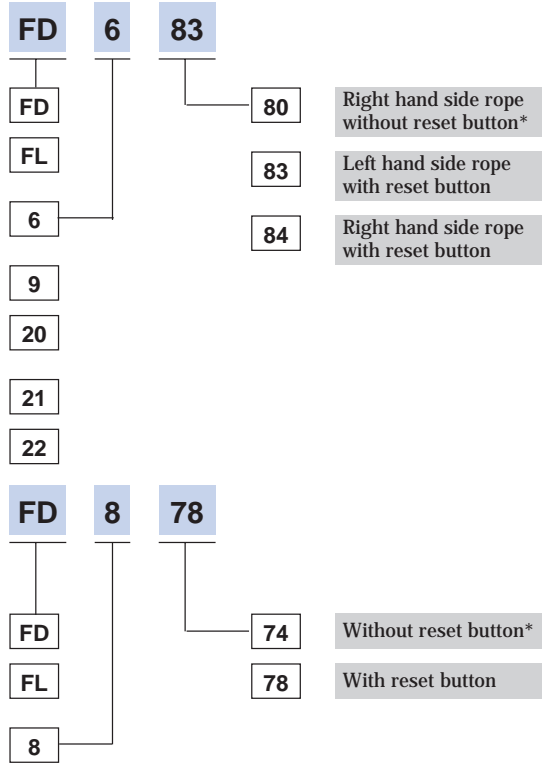 FD 6 83
FD
80 Right hand side rope
without reset button*
FL
83 Left hand side rope
with reset button
6
84 Right hand side rope
with reset button
9
20
21
22
FD 8 78
FD 74 Without reset button*
FL 78 With reset button
8